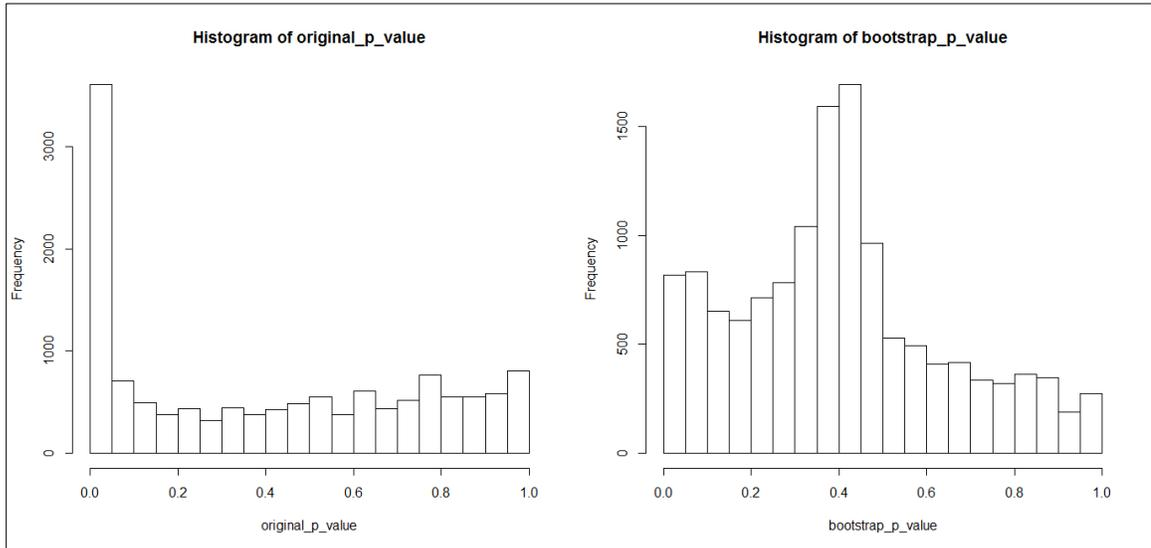 Histogram of original_p_value
Frequency
3000
2000
1000
0
0.0 0.2 0.4 0.6 0.8 1.0
original_p_value
Histogram of bootstrap_p_value
Frequency
1500
1000
500
0
0.0 0.2 0.4 0.6 0.8 1.0
bootstrap_p_value